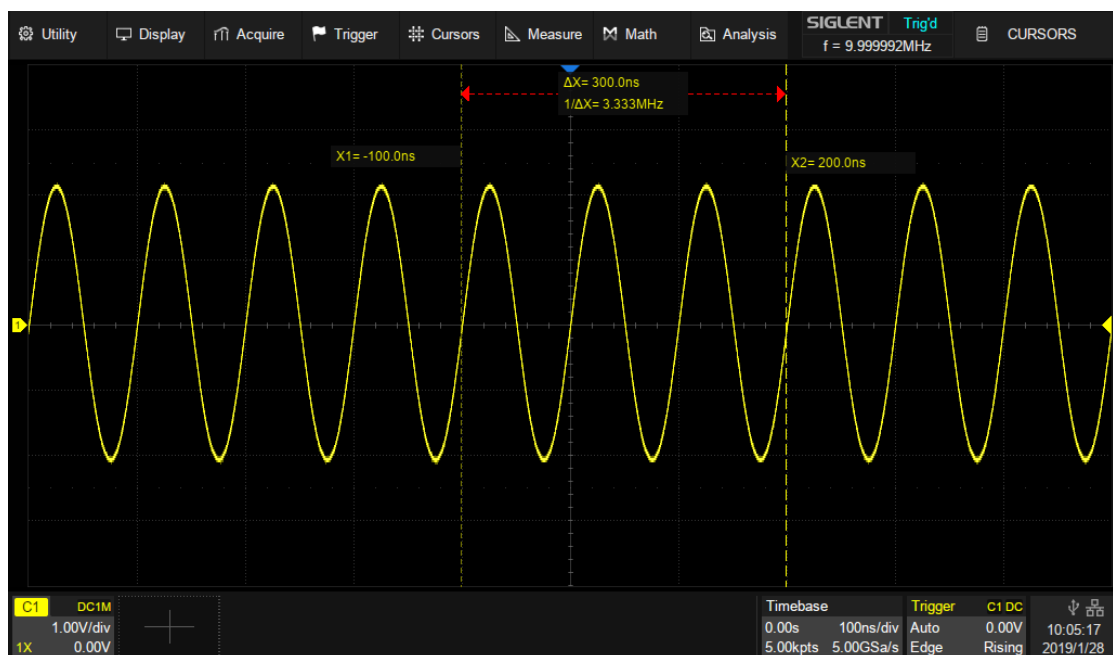 Utility Display Acquire Trigger Cursors Measure Math Analysis SIGLENT Trig'd CURSORS
f = 9.999992MHz
ΔX= 300.0ns
1/ΔX= 3.333MHz
X1= -100.0ns
X2= 200.0ns
1
C1 DC1M
1.00V/div
1X 0.00V
Timebase
0.00s 100ns/div
5.00kpts 5.00GSa/s
Trigger C1 DC
Auto 0.00V
Edge Rising
10:05:17
2019/1/28